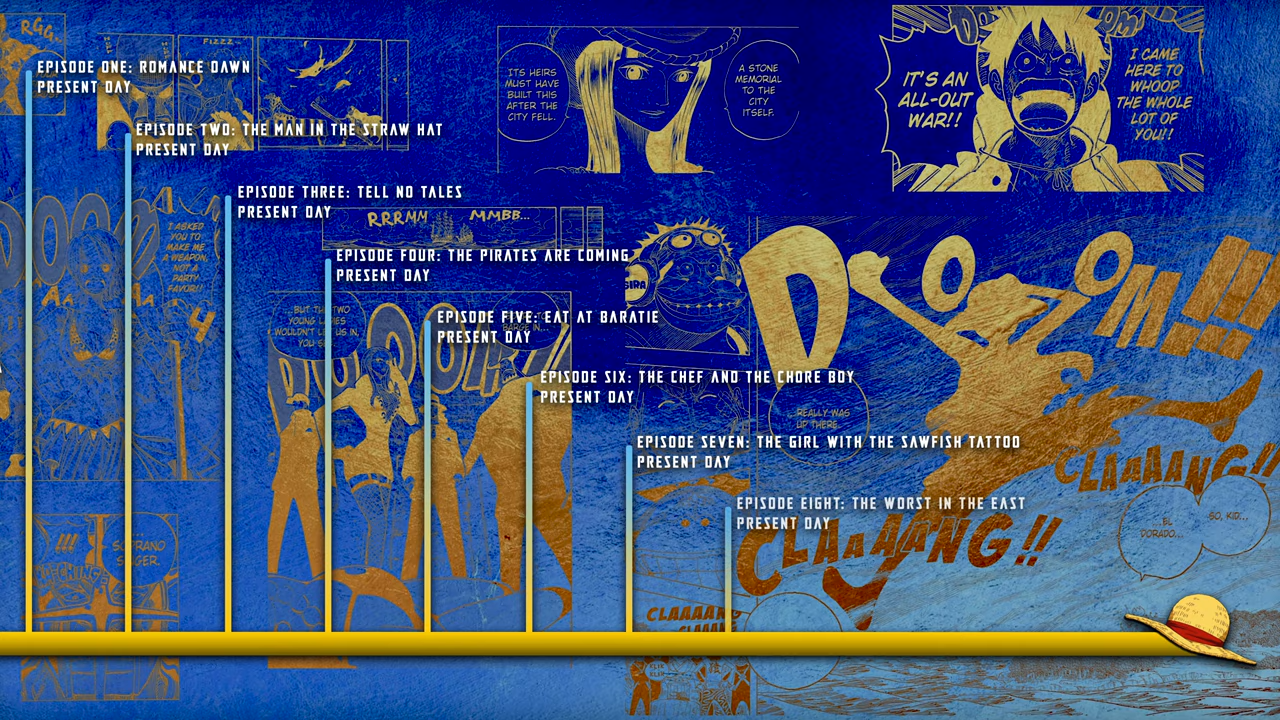 EPISODE ONE: ROMANCE DAWN
PRESENT DAY
EPISODE TWO: THE MAN IN THE STRAW HAT
PRESENT DAY
EPISODE THREE: TELL NO TALES
PRESENT DAY
EPISODE FOUR: THE PIRATES ARE COMING
PRESENT DAY
EPISODE FIVE: EAT AT BARATIE
PRESENT DAY
EPISODE SIX: THE CHEF AND THE CHORE BOY
PRESENT DAY
EPISODE SEVEN: THE GIRL WITH THE SAWFISH TATTOO
PRESENT DAY
EPISODE EIGHT: THE WORST IN THE EAST
PRESENT DAY
RGG..
FIZZZ..
ITS HEIRS
MUST HAVE
BUILT THIS
AFTER THE
CITY FELL.
A STONE
MEMORIAL
TO THE
CITY
ITSELF.
IT'S AN
ALL-OUT
WAR!!
I CAME
HERE TO
WHOOP
THE WHOLE
LOT OF
YOU!!
I ASKED
YOU TO
MAKE ME
A WEAPON,
NOT A
PARTY
FAVOR!!
RRRMM
MMBB...
...BUT THE TWO
YOUNG LADIES
WOULDN'T LET US IN,
DOOOM!!
DOOOM!!!
...REALLY WAS
UP THERE.
CLAAAANG!!
CLAAAANG!!
SO, KID...
EL
DORADO...
!!!
SOPRANO
SINGER.
CLAAAANG